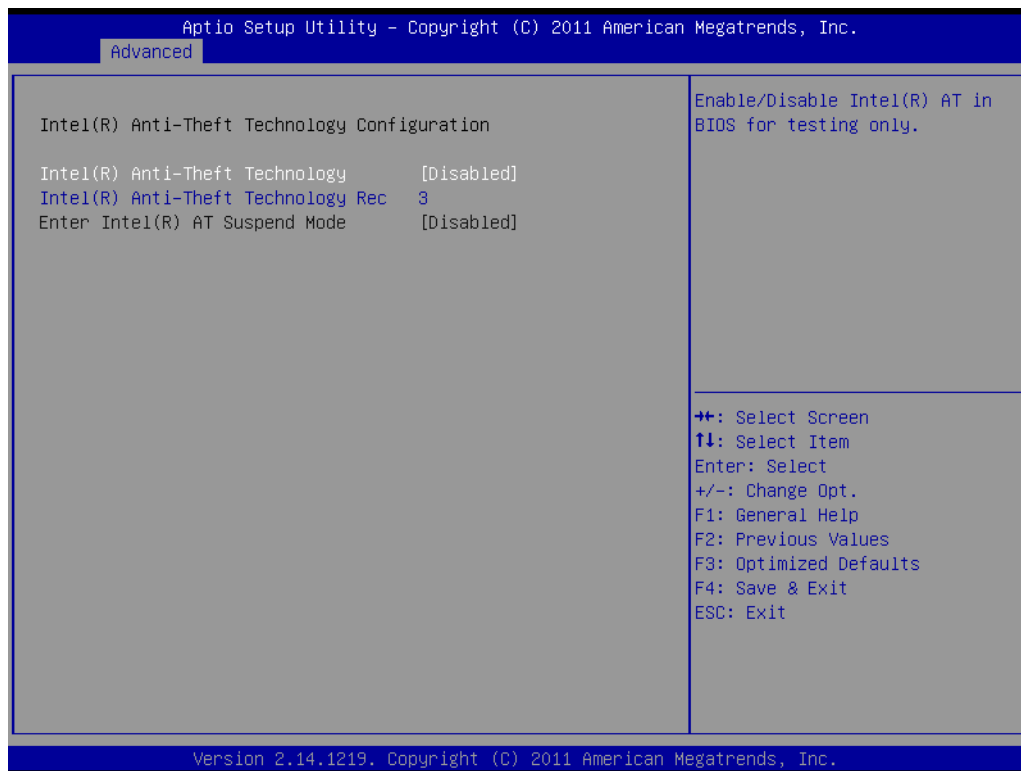 Aptio Setup Utility – Copyright (C) 2011 American Megatrends, Inc.
Advanced
Intel(R) Anti-Theft Technology Configuration
Intel(R) Anti-Theft Technology [Disabled]
Intel(R) Anti-Theft Technology Rec 3
Enter Intel(R) AT Suspend Mode [Disabled]
Enable/Disable Intel(R) AT in
BIOS for testing only.
→←: Select Screen
↑↓: Select Item
Enter: Select
+/-: Change Opt.
F1: General Help
F2: Previous Values
F3: Optimized Defaults
F4: Save & Exit
ESC: Exit
Version 2.14.1219. Copyright (C) 2011 American Megatrends, Inc.